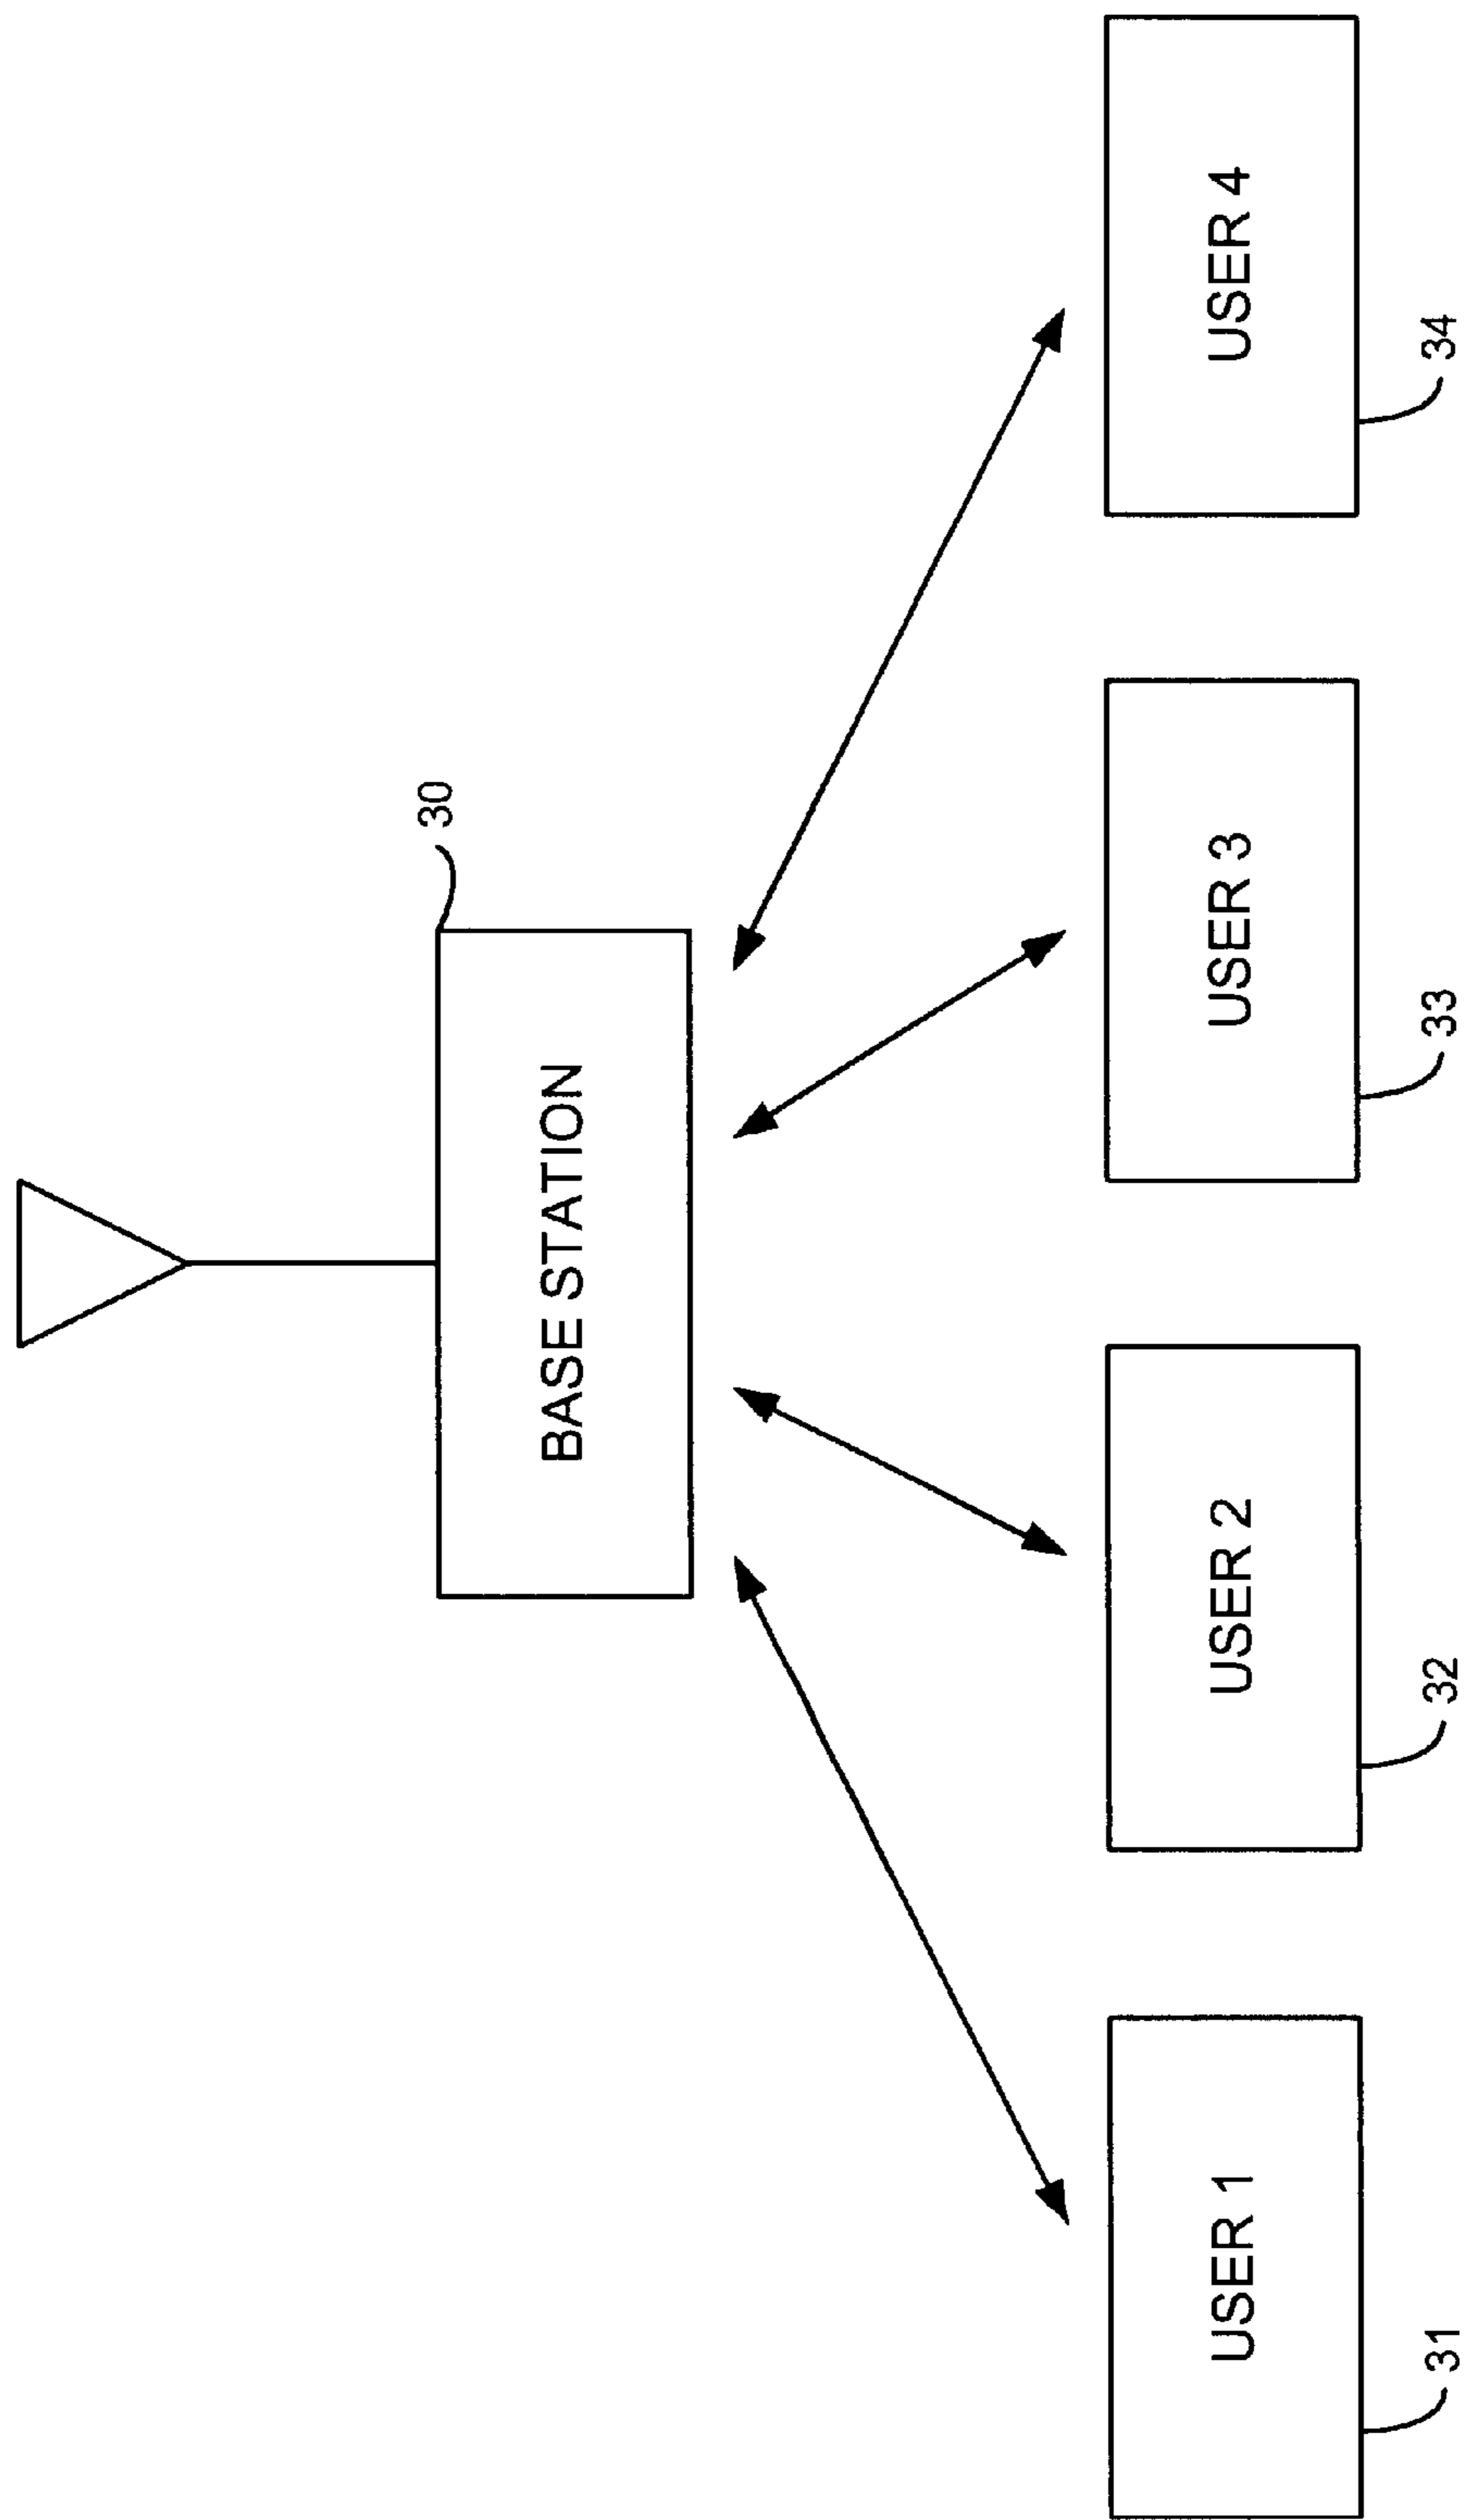 30
BASE STATION
USER 1
USER 2
USER 3
USER 4
31
32
33
34